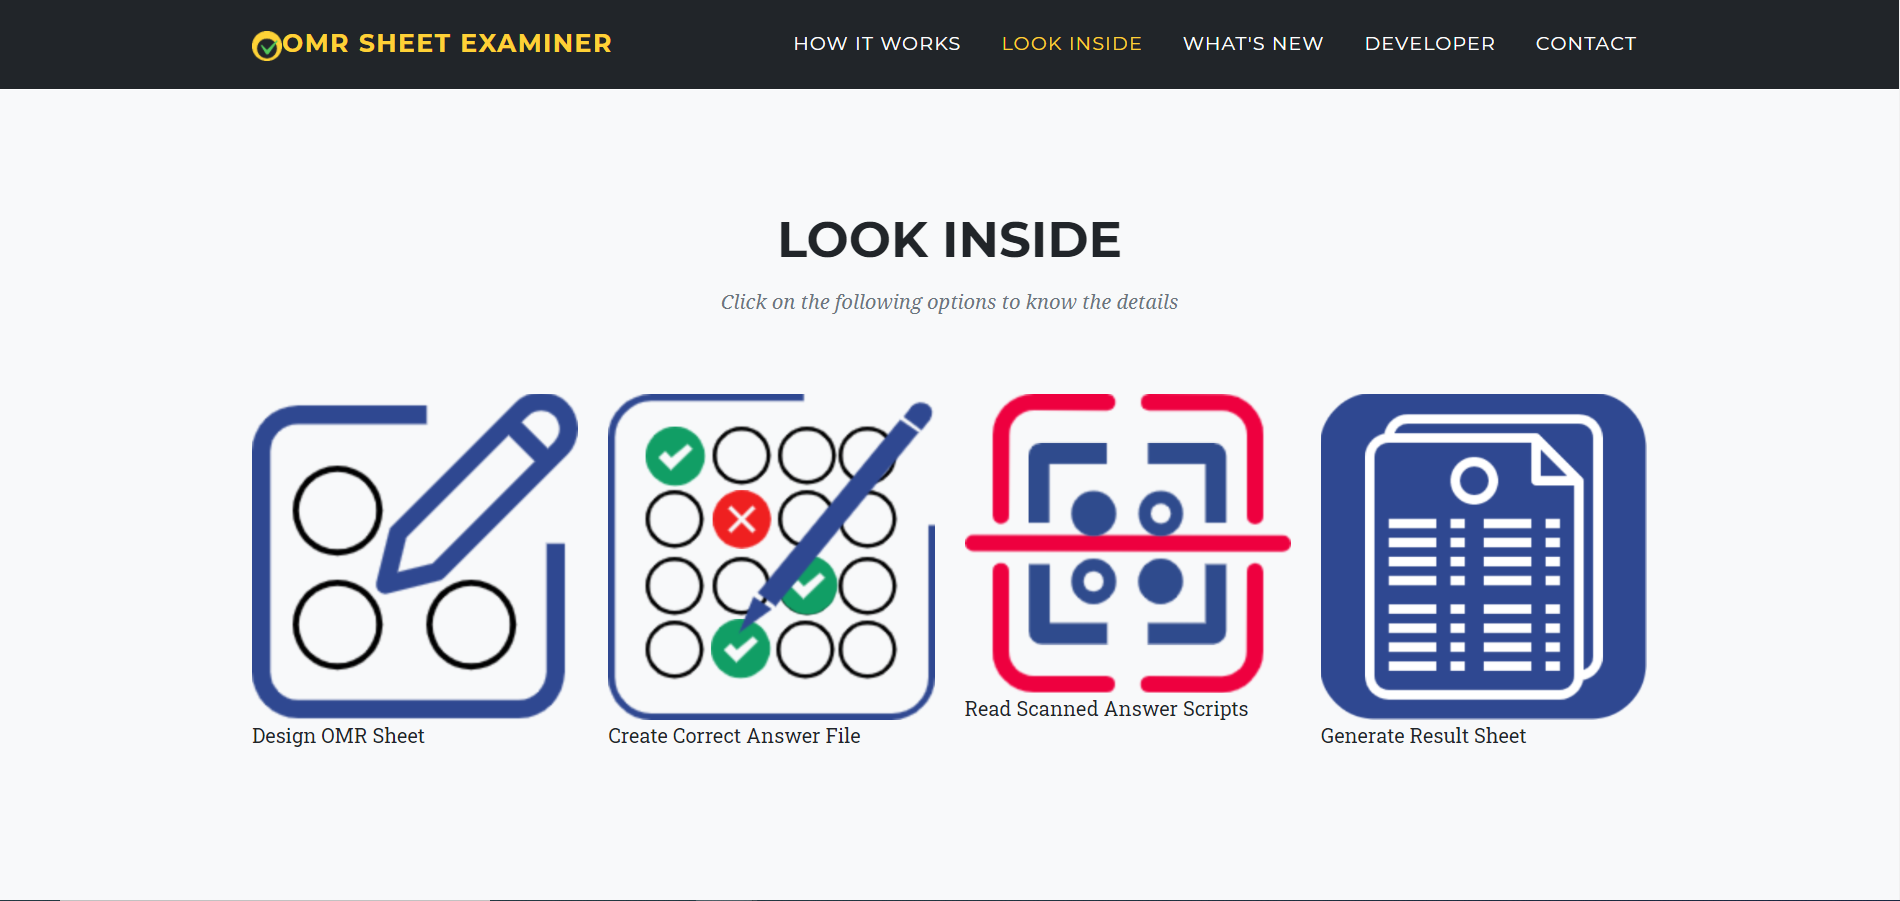 OMR SHEET EXAMINER
HOW IT WORKS
LOOK INSIDE
WHAT'S NEW
DEVELOPER
CONTACT
LOOK INSIDE
Click on the following options to know the details
Design OMR Sheet
Create Correct Answer File
Read Scanned Answer Scripts
Generate Result Sheet